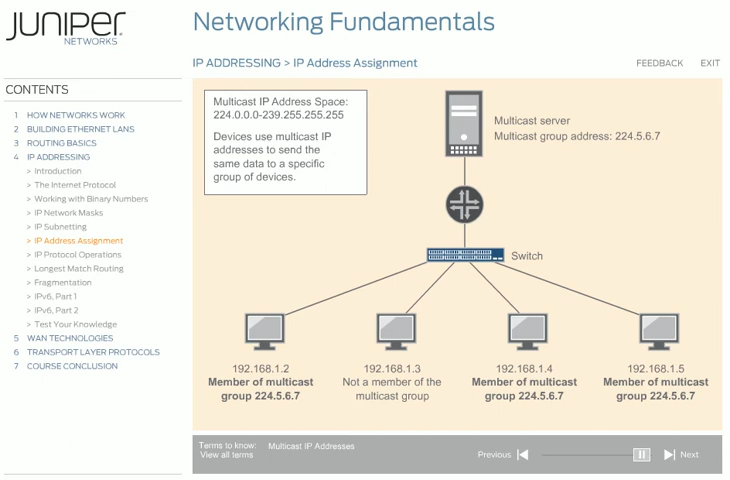 JUNIPER
NETWORKS
Networking Fundamentals
IP ADDRESSING > IP Address Assignment
FEEDBACK EXIT
CONTENTS
1 HOW NETWORKS WORK
2 BUILDING ETHERNET LANS
3 ROUTING BASICS
4 IP ADDRESSING
> Introduction
> The Internet Protocol
> Working with Binary Numbers
> IP Network Masks
> IP Subnetting
> IP Address Assignment
> IP Protocol Operations
> Longest Match Routing
> Fragmentation
> IPv6, Part 1
> IPv6, Part 2
> Test Your Knowledge
5 WAN TECHNOLOGIES
6 TRANSPORT LAYER PROTOCOLS
7 COURSE CONCLUSION
Multicast IP Address Space:
224.0.0.0-239.255.255.255
Devices use multicast IP
addresses to send the
same data to a specific
group of devices.
Multicast server
Multicast group address: 224.5.6.7
Switch
192.168.1.2
Member of multicast
group 224.5.6.7
192.168.1.3
Not a member of the
multicast group
192.168.1.4
Member of multicast
group 224.5.6.7
192.168.1.5
Member of multicast
group 224.5.6.7
Terms to know: Multicast IP Addresses
View all terms
Previous Next